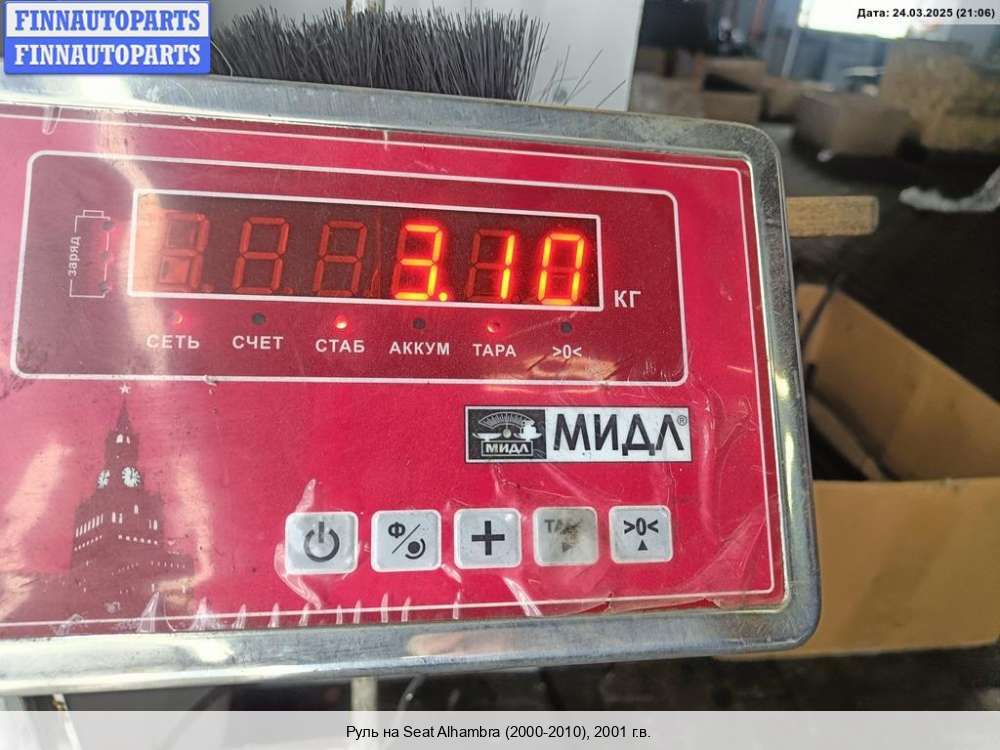 FINNAUTOPARTS
FINNAUTOPARTS
Дата: 24.03.2025 (21:06)
заряд
3.10
КГ
СЕТЬ СЧЕТ СТАБ АККУМ ТАРА >0<
МИДЛ МИДЛ®
Ф/ + >0<
Руль на Seat Alhambra (2000-2010), 2001 г.в.